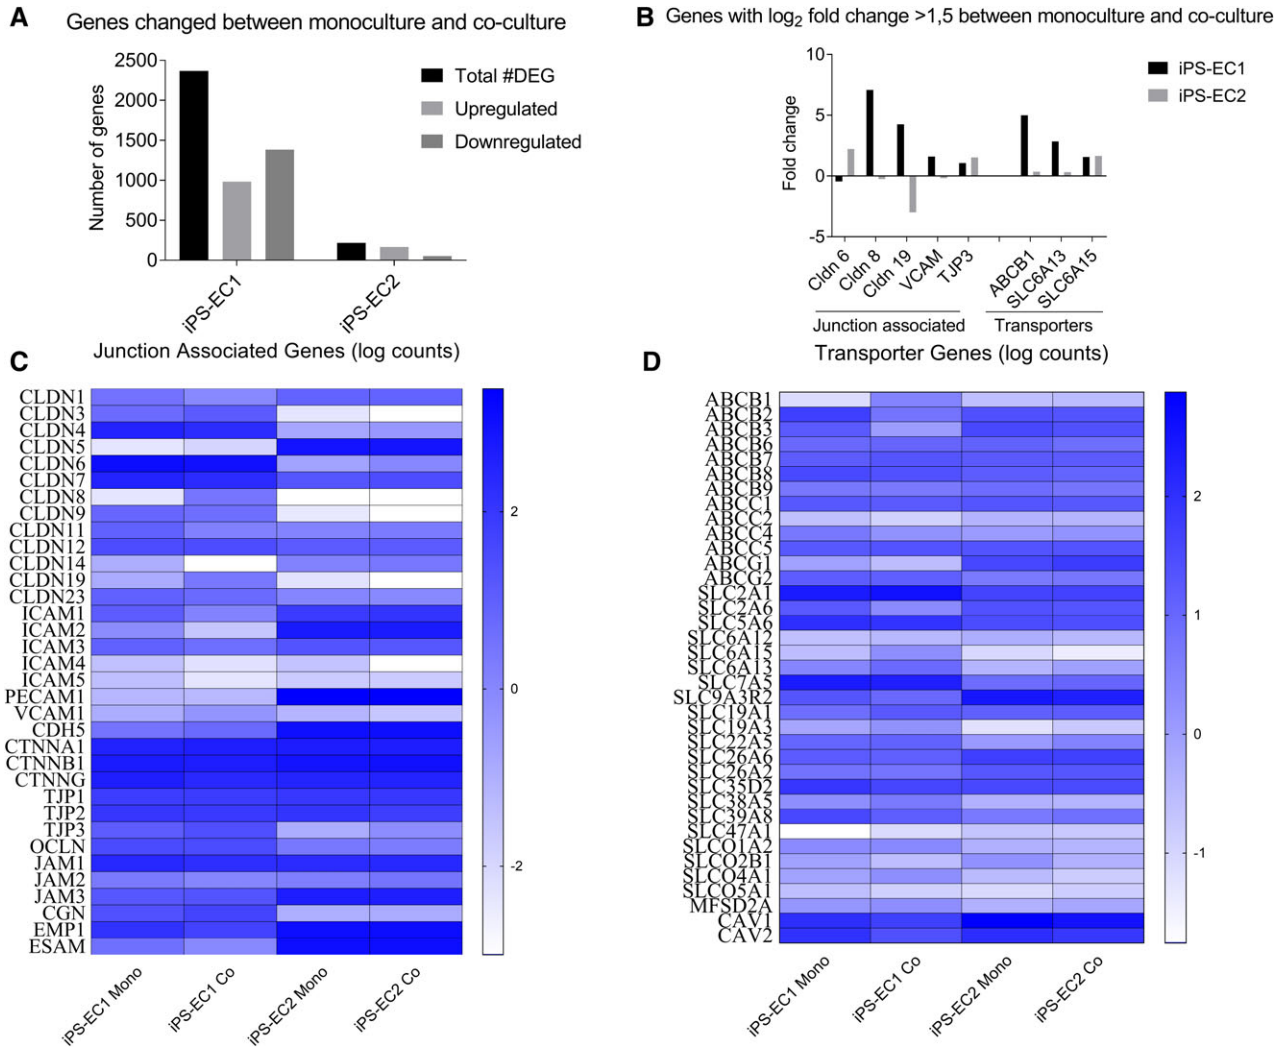 A
Genes changed between monoculture and co-culture
Number of genes
2500
2000
1500
1000
500
0
Total #DEG
Upregulated
Downregulated
iPS-EC1
iPS-EC2
B
Genes with log2 fold change >1,5 between monoculture and co-culture
Fold change
10
5
0
-5
iPS-EC1
iPS-EC2
Cldn 6
Cldn 8
Cldn 19
VCAM
TJP3
ABCB1
SLC6A13
SLC6A15
Junction associated
Transporters
C
Junction Associated Genes (log counts)
CLDN1
CLDN3
CLDN4
CLDN5
CLDN6
CLDN7
CLDN8
CLDN9
CLDN11
CLDN12
CLDN14
CLDN19
CLDN23
ICAM1
ICAM2
ICAM3
ICAM4
ICAM5
PECAM1
VCAM1
CDH5
CTNNA1
CTNNB1
CTNNG
TJP1
TJP2
TJP3
OCLN
JAM1
JAM2
JAM3
CGN
EMP1
ESAM
2
0
-2
iPS-EC1 Mono
iPS-EC1 Co
iPS-EC2 Mono
iPS-EC2 Co
D
Transporter Genes (log counts)
ABCB1
ABCB2
ABCB3
ABCB6
ABCB7
ABCB8
ABCB9
ABCC1
ABCC2
ABCC4
ABCC5
ABCG1
ABCG2
SLC2A1
SLC2A6
SLC5A6
SLC6A12
SLC6A15
SLC6A13
SLC7A5
SLC9A3R2
SLC19A1
SLC19A3
SLC22A5
SLC26A6
SLC26A2
SLC35D2
SLC38A5
SLC39A8
SLC47A1
SLCO1A2
SLCO2B1
SLCO4A1
SLCO5A1
MFSD2A
CAV1
CAV2
2
1
0
-1
iPS-EC1 Mono
iPS-EC1 Co
iPS-EC2 Mono
iPS-EC2 Co